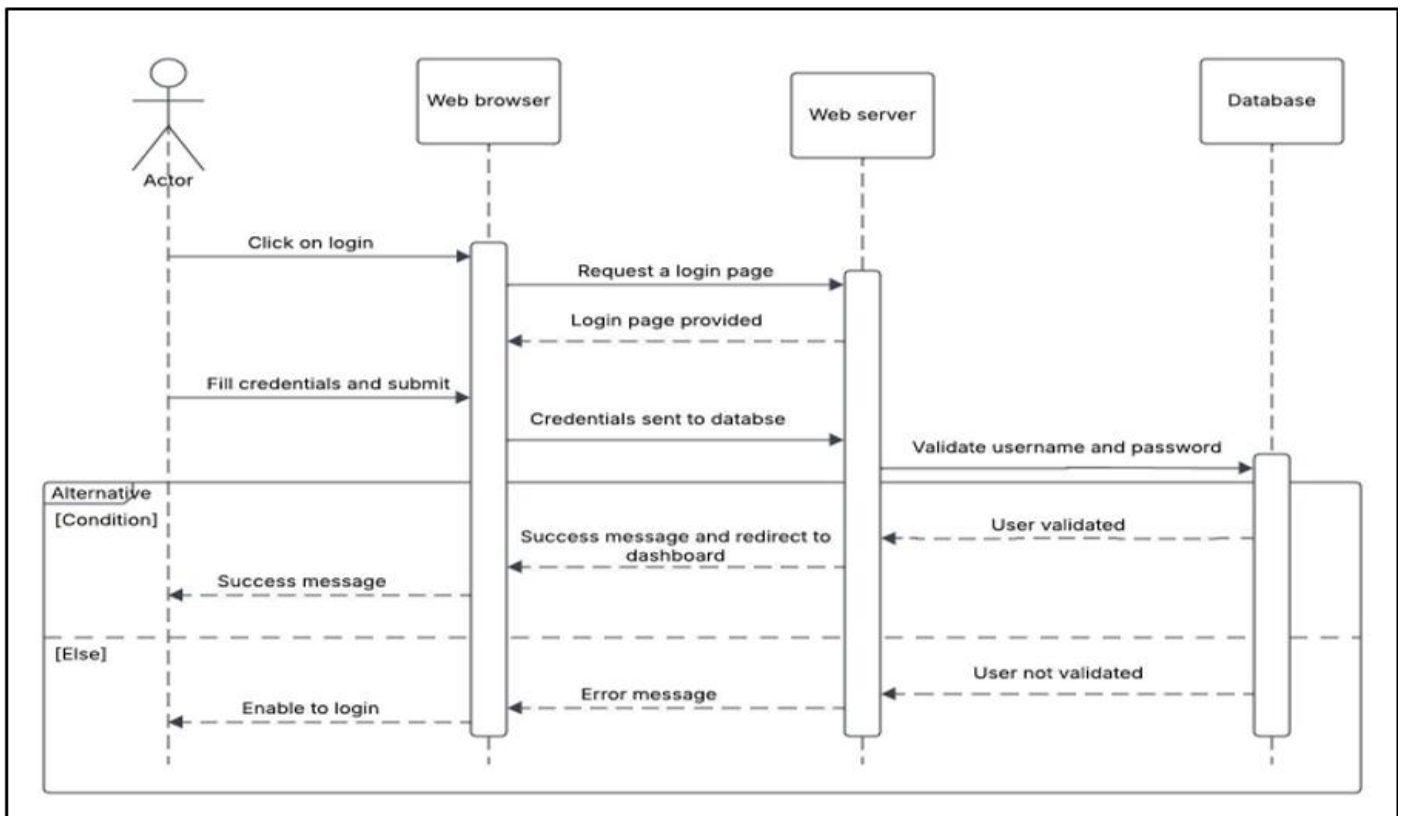 Web browser
Web server
Database
Actor
Click on login
Request a login page
Login page provided
Fill credentials and submit
Credentials sent to databse
Validate username and password
Alternative
[Condition]
User validated
Success message and redirect to
dashboard
Success message
[Else]
User not validated
Error message
Enable to login